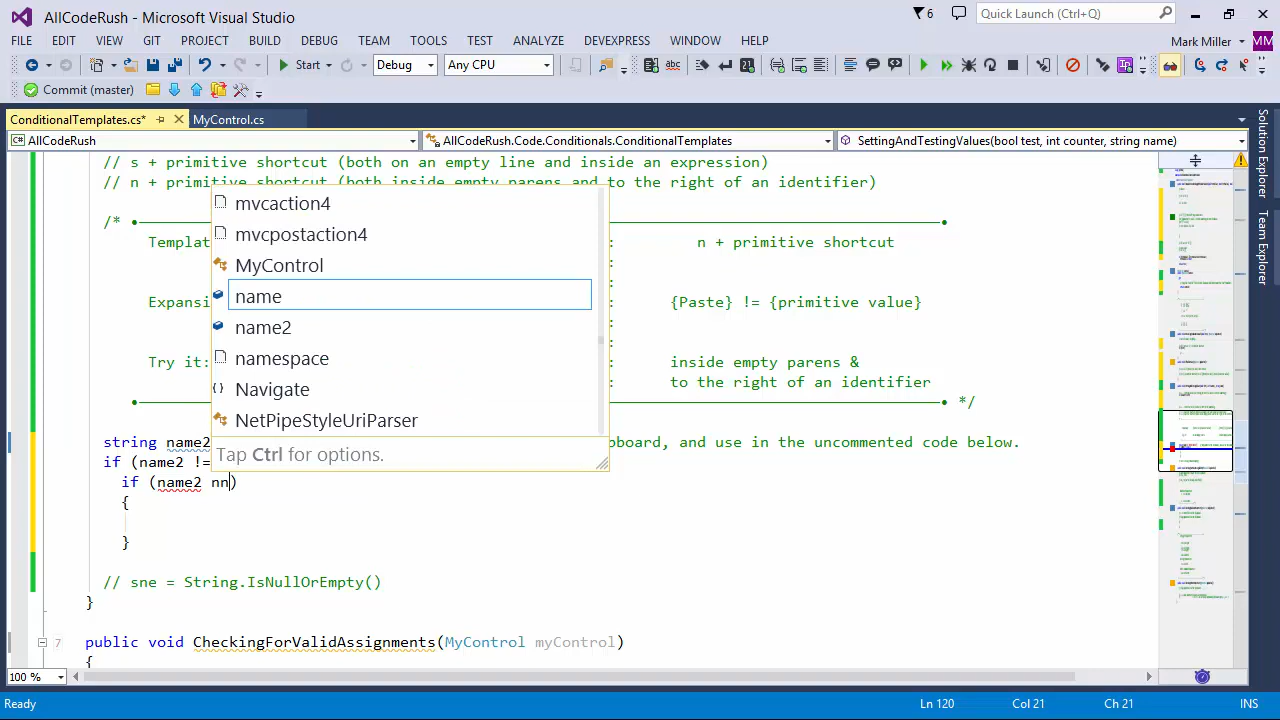 AllCodeRush - Microsoft Visual Studio
6
Quick Launch (Ctrl+Q)
FILE EDIT VIEW GIT PROJECT BUILD DEBUG TEAM TOOLS TEST ANALYZE DEVEXPRESS WINDOW HELP
Mark Miller MM
Start Debug Any CPU
Commit (master)
ConditionalTemplates.cs* MyControl.cs
AllCodeRush AllCodeRush.Code.Conditionals.ConditionalTemplates SettingAndTestingValues(bool test, int counter, string name)
// s + primitive shortcut (both on an empty line and inside an expression)
// n + primitive shortcut (both inside empty parens and to the right of an identifier)
mvcaction4
/*
mvcposaction4
Templat n + primitive shortcut
MyControl
name
Expansi {Paste} != {primitive value}
name2
namespace
Try it: inside empty parens &
Navigate to the right of an identifier
*/
NetPipeStyleUriParser
string name2 pboard, and use in the uncommented code below.
Tap Ctrl for options.
if (name2 !=
if (name2 nn)
{
}
// sne = String.IsNullOrEmpty()
}
7 public void CheckingForValidAssignments(MyControl myControl)
{
100 %
Ready Ln 120 Col 21 Ch 21 INS
Solution Explorer
Team Explorer